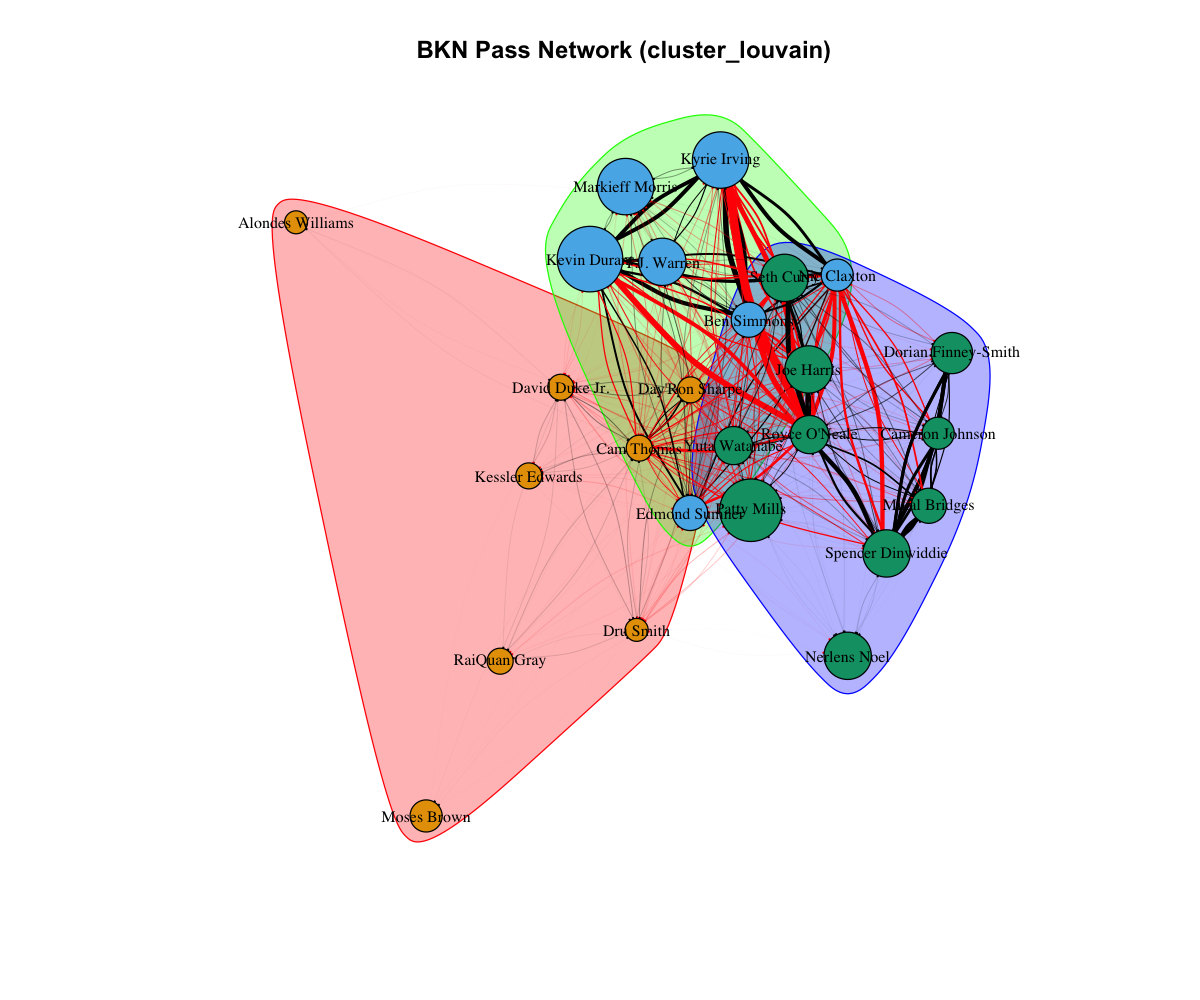 BKN Pass Network (cluster_louvain)
Kyrie Irving
Markieff Morris
Alondes Williams
Kevin Durant
T.J. Warren
Seth Curry
Nic Claxton
Ben Simmons
Dorian Finney-Smith
Joe Harris
David Duke Jr.
Day'Ron Sharpe
Royce O'Neale
Cameron Johnson
Yuta Watanabe
Cam Thomas
Kessler Edwards
Mikal Bridges
Patty Mills
Edmond Sumner
Spencer Dinwiddie
Dru Smith
RaiQuan Gray
Nerlens Noel
Moses Brown